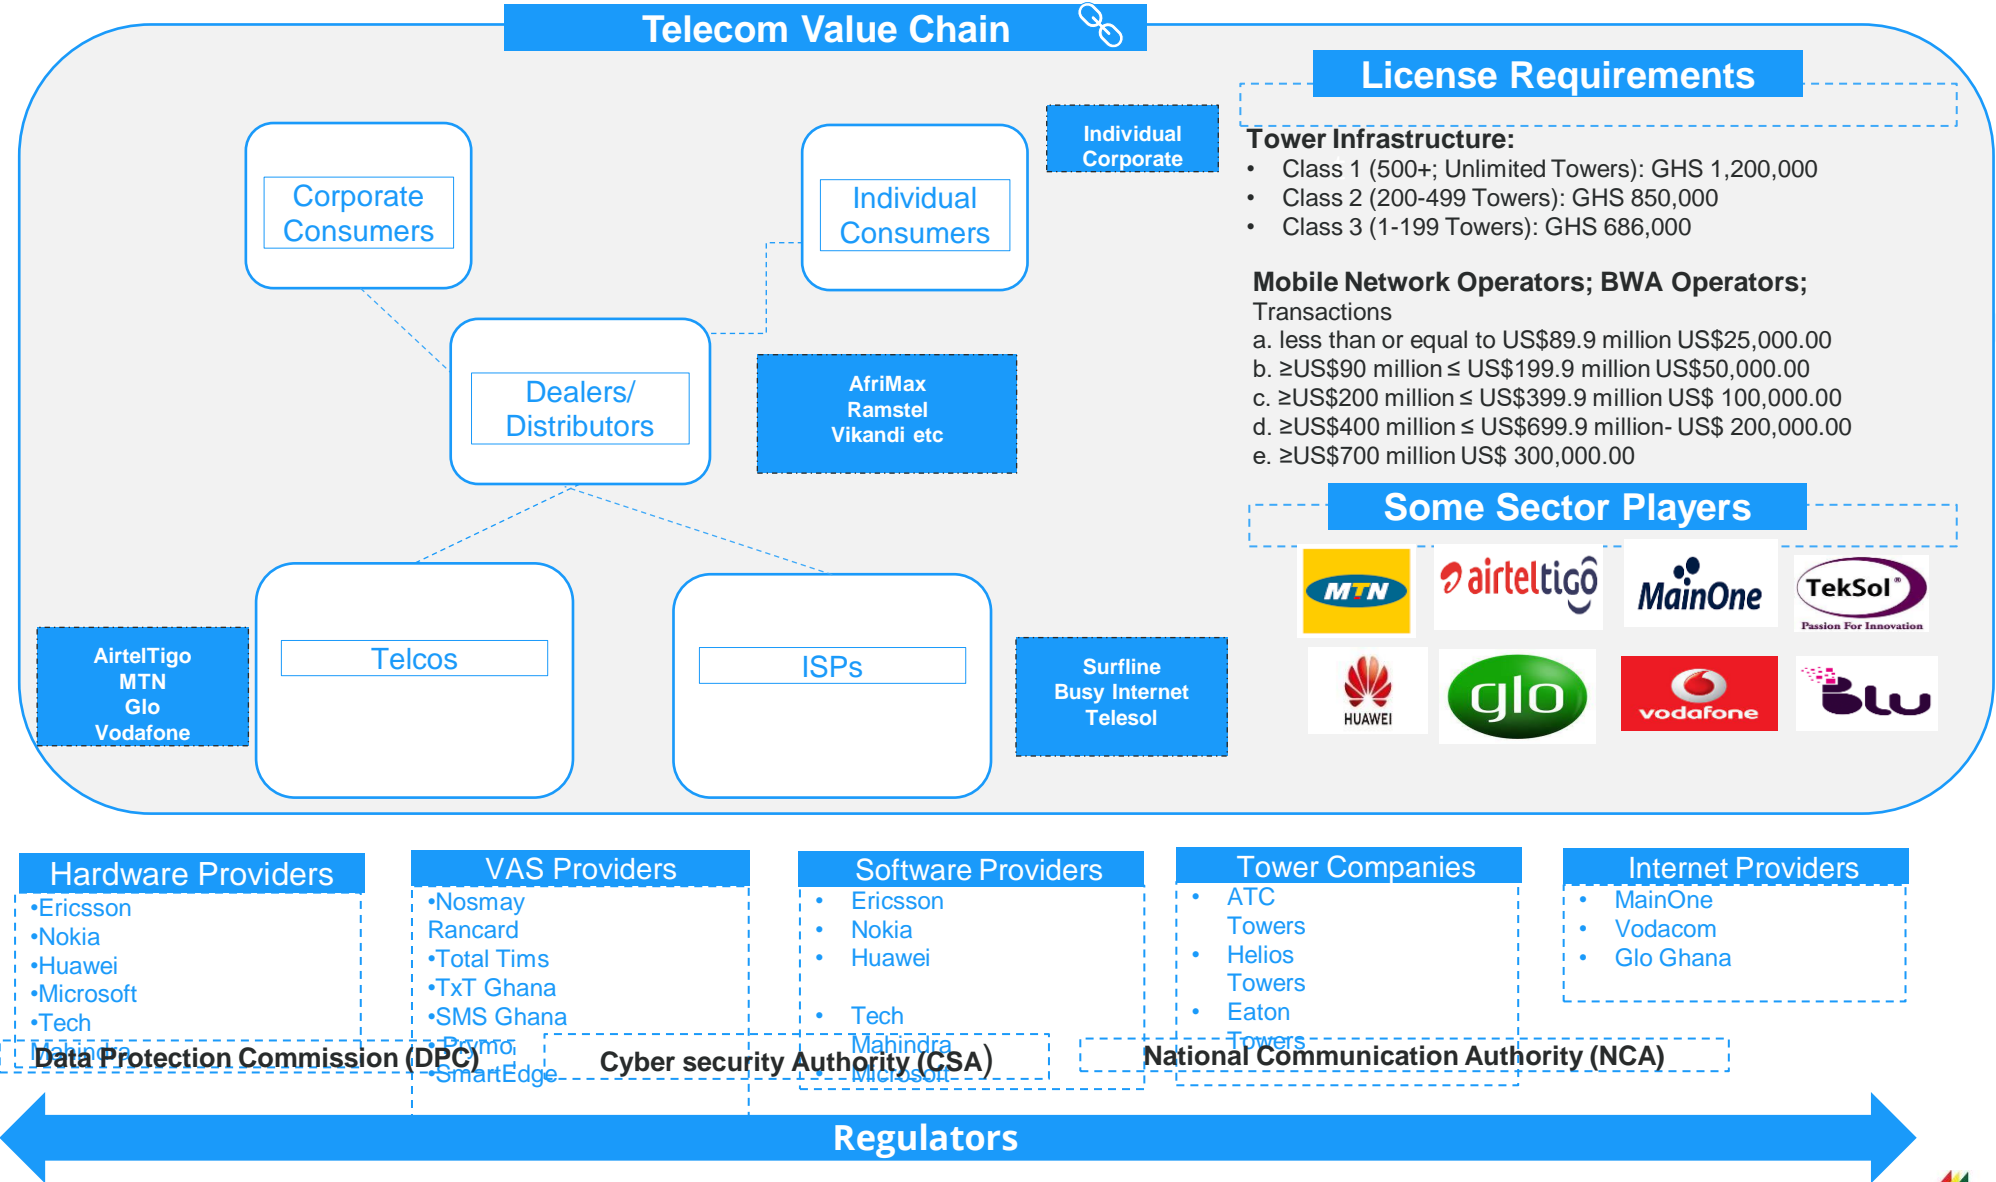 Telecom Value Chain
License Requirements
Individual
Corporate
Corporate
Consumers
Individual
Consumers
Tower Infrastructure:
• Class 1 (500+; Unlimited Towers): GHS 1,200,000
• Class 2 (200-499 Towers): GHS 850,000
• Class 3 (1-199 Towers): GHS 686,000
Mobile Network Operators; BWA Operators;
Transactions
a. less than or equal to US$89.9 million US$25,000.00
b. ≥US$90 million ≤ US$199.9 million US$50,000.00
c. ≥US$200 million ≤ US$399.9 million US$ 100,000.00
d. ≥US$400 million ≤ US$699.9 million- US$ 200,000.00
e. ≥US$700 million US$ 300,000.00
Dealers/
Distributors
AfriMax
Ramstel
Vikandi etc
Some Sector Players
MTN
airteltigo
MainOne
TekSol®
Passion For Innovation
HUAWEI
glo
vodafone
Blu
AirtelTigo
MTN
Glo
Vodafone
Telcos
ISPs
Surfline
Busy Internet
Telesol
Hardware Providers
•Ericsson
•Nokia
•Huawei
•Microsoft
•Tech
Mahindra
VAS Providers
•Nosmay
Rancard
•Total Tims
•TxT Ghana
•SMS Ghana
•Prymo
•SmartEdge
Software Providers
• Ericsson
• Nokia
• Huawei
• Tech
Mahindra
• Microsoft
Tower Companies
• ATC
Towers
• Helios
Towers
• Eaton
Towers
Internet Providers
• MainOne
• Vodacom
• Glo Ghana
Data Protection Commission (DPC)
Cyber security Authority (CSA)
National Communication Authority (NCA)
Regulators